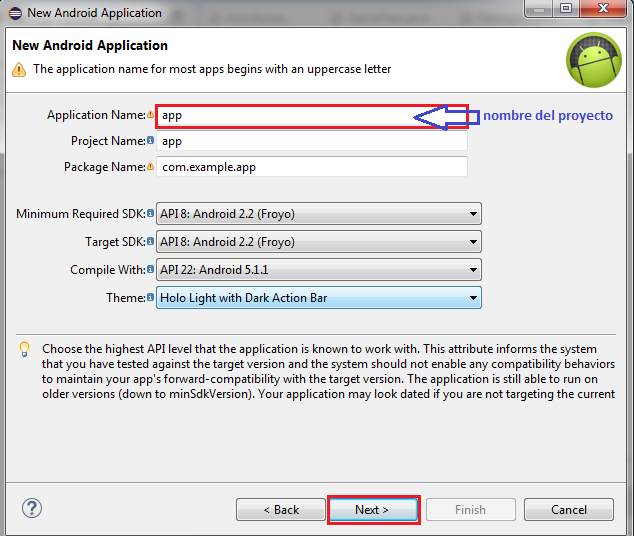 New Android Application
New Android Application
The application name for most apps begins with an uppercase letter
Application Name: app
nombre del proyecto
Project Name: app
Package Name: com.example.app
Minimum Required SDK: API 8: Android 2.2 (Froyo)
Target SDK: API 8: Android 2.2 (Froyo)
Compile With: API 22: Android 5.1.1
Theme: Holo Light with Dark Action Bar
Choose the highest API level that the application is known to work with. This attribute informs the system
that you have tested against the target version and the system should not enable any compatibility behaviors
to maintain your app's forward-compatibility with the target version. The application is still able to run on
older versions (down to minSdkVersion). Your application may look dated if you are not targeting the current
? < Back Next > Finish Cancel